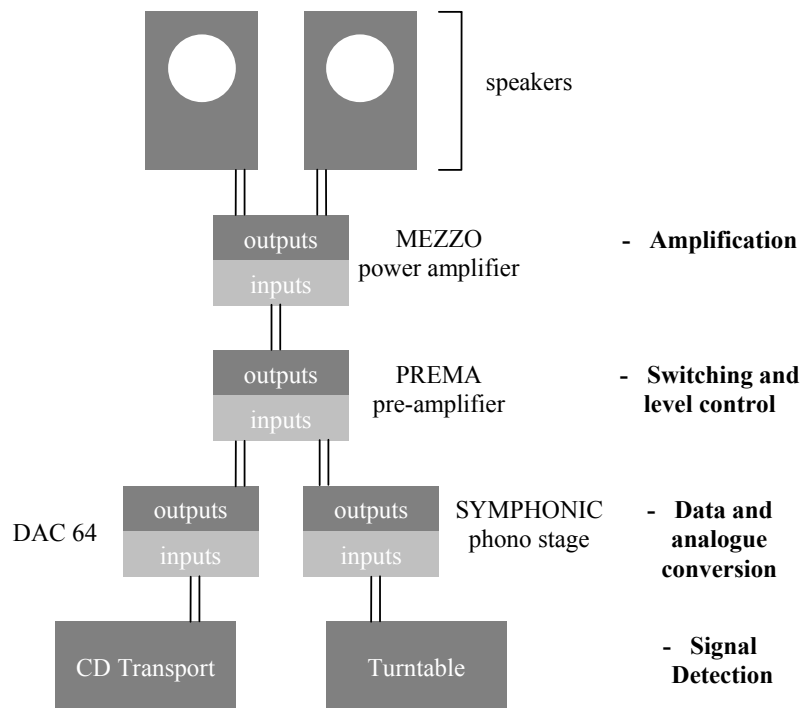 speakers
outputs
inputs
MEZZO
power amplifier
- Amplification
outputs
inputs
PREMA
pre-amplifier
- Switching and
level control
DAC 64
outputs
inputs
outputs
inputs
SYMPHONIC
phono stage
- Data and
analogue
conversion
CD Transport
Turntable
- Signal
Detection